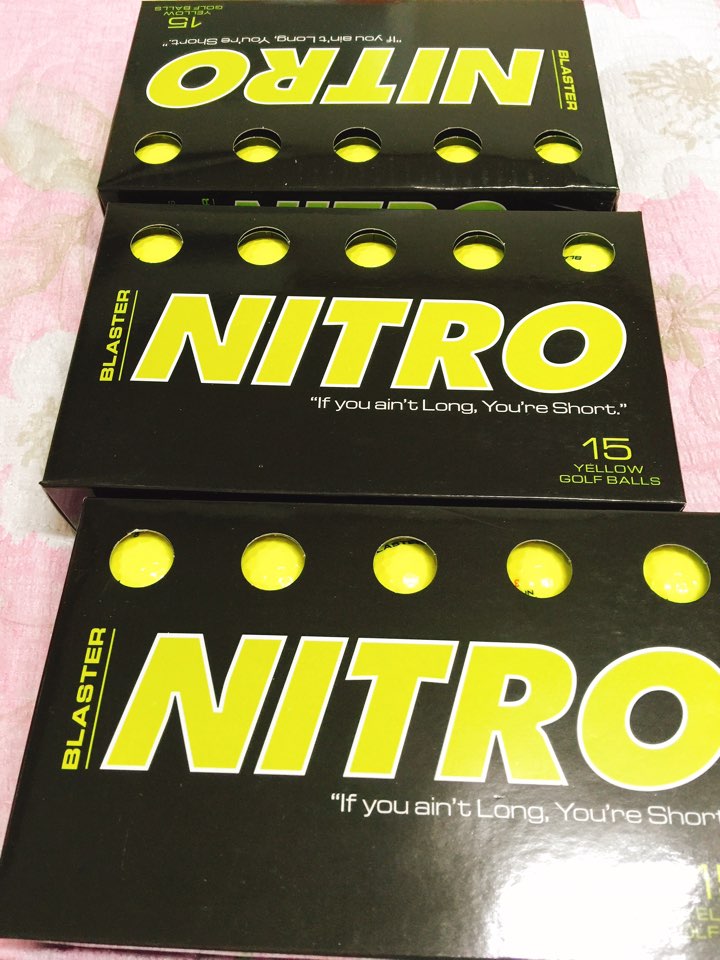 15
YELLOW
GOLF BALLS
"If you ain't Long, You're Short."
NITRO
BLASTER
NITRO
BLASTER
NITRO
"If you ain't Long, You're Short."
15
YELLOW
GOLF BALLS
BLASTER
NITRO
"If you ain't Long, You're Short